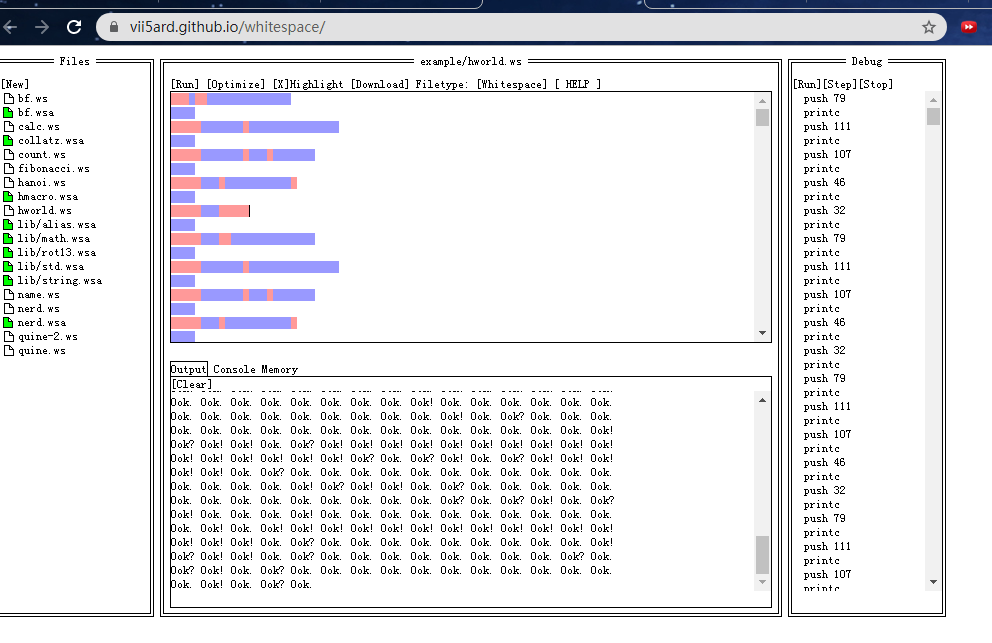 vii5ard.github.io/whitespace/
Files
[New]
bf.ws
bf.wsa
calc.ws
collatz.wsa
count.ws
fibonacci.ws
hanoi.ws
hmacro.wsa
hworld.ws
lib/alias.wsa
lib/math.wsa
lib/rot13.wsa
lib/std.wsa
lib/string.wsa
name.ws
nerd.ws
nerd.wsa
quine-2.ws
quine.ws
example/hworld.ws
[Run] [Optimize] [X]Highlight [Download] Filetype: [Whitespace] [ HELP ]
Output Console Memory
[Clear]
Ook. Ook. Ook. Ook. Ook. Ook. Ook. Ook. Ook! Ook. Ook. Ook. Ook. Ook. Ook.
Ook. Ook. Ook. Ook. Ook. Ook. Ook. Ook. Ook. Ook! Ook. Ook? Ook. Ook. Ook.
Ook. Ook. Ook. Ook. Ook. Ook. Ook. Ook. Ook. Ook. Ook. Ook. Ook. Ook. Ook!
Ook? Ook! Ook! Ook. Ook? Ook! Ook! Ook! Ook! Ook! Ook! Ook! Ook! Ook! Ook!
Ook! Ook! Ook! Ook! Ook! Ook! Ook? Ook. Ook? Ook! Ook. Ook? Ook! Ook! Ook!
Ook! Ook! Ook. Ook? Ook. Ook. Ook. Ook. Ook. Ook. Ook. Ook. Ook. Ook. Ook.
Ook. Ook. Ook. Ook. Ook! Ook? Ook! Ook! Ook. Ook? Ook. Ook. Ook. Ook. Ook.
Ook. Ook. Ook. Ook. Ook. Ook. Ook. Ook. Ook. Ook? Ook. Ook? Ook! Ook. Ook?
Ook! Ook. Ook. Ook. Ook. Ook. Ook. Ook. Ook. Ook. Ook. Ook. Ook! Ook. Ook!
Ook! Ook! Ook! Ook! Ook! Ook! Ook! Ook! Ook! Ook! Ook! Ook! Ook! Ook! Ook!
Ook. Ook! Ook. Ook. Ook? Ook. Ook. Ook. Ook. Ook. Ook. Ook. Ook. Ook. Ook!
Ook? Ook! Ook! Ook. Ook? Ook. Ook. Ook. Ook. Ook. Ook. Ook. Ook. Ook? Ook.
Ook? Ook! Ook. Ook? Ook! Ook. Ook. Ook. Ook. Ook. Ook. Ook. Ook. Ook. Ook.
Ook. Ook! Ook. Ook? Ook.
Debug
[Run][Step][Stop]
push 79
printc
push 111
printc
push 107
printc
push 46
printc
push 32
printc
push 79
printc
push 111
printc
push 107
printc
push 46
printc
push 32
printc
push 79
printc
push 111
printc
push 107
printc
push 46
printc
push 32
printc
push 79
printc
push 111
printc
push 107
printc